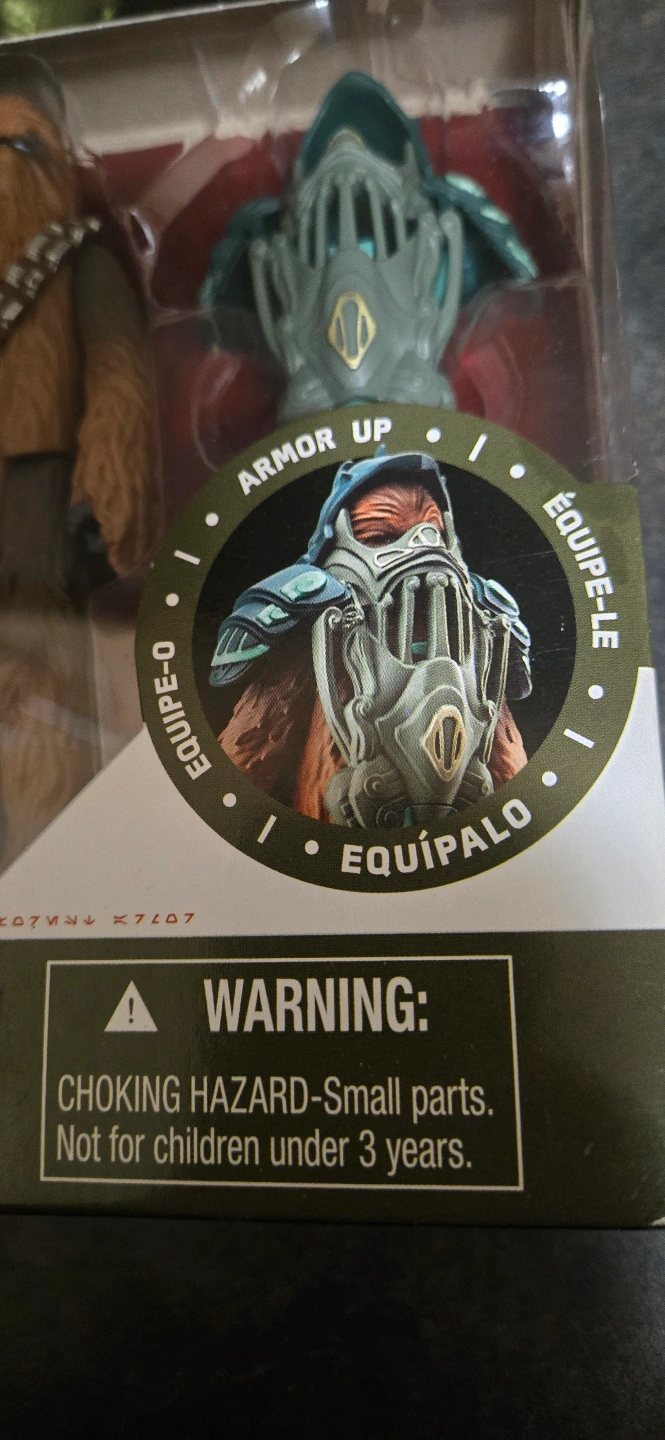 ARMOR UP
ÉQUIPE-LE
EQUÍPALO
EQUIPE-O
WARNING:
CHOKING HAZARD-Small parts.
Not for children under 3 years.